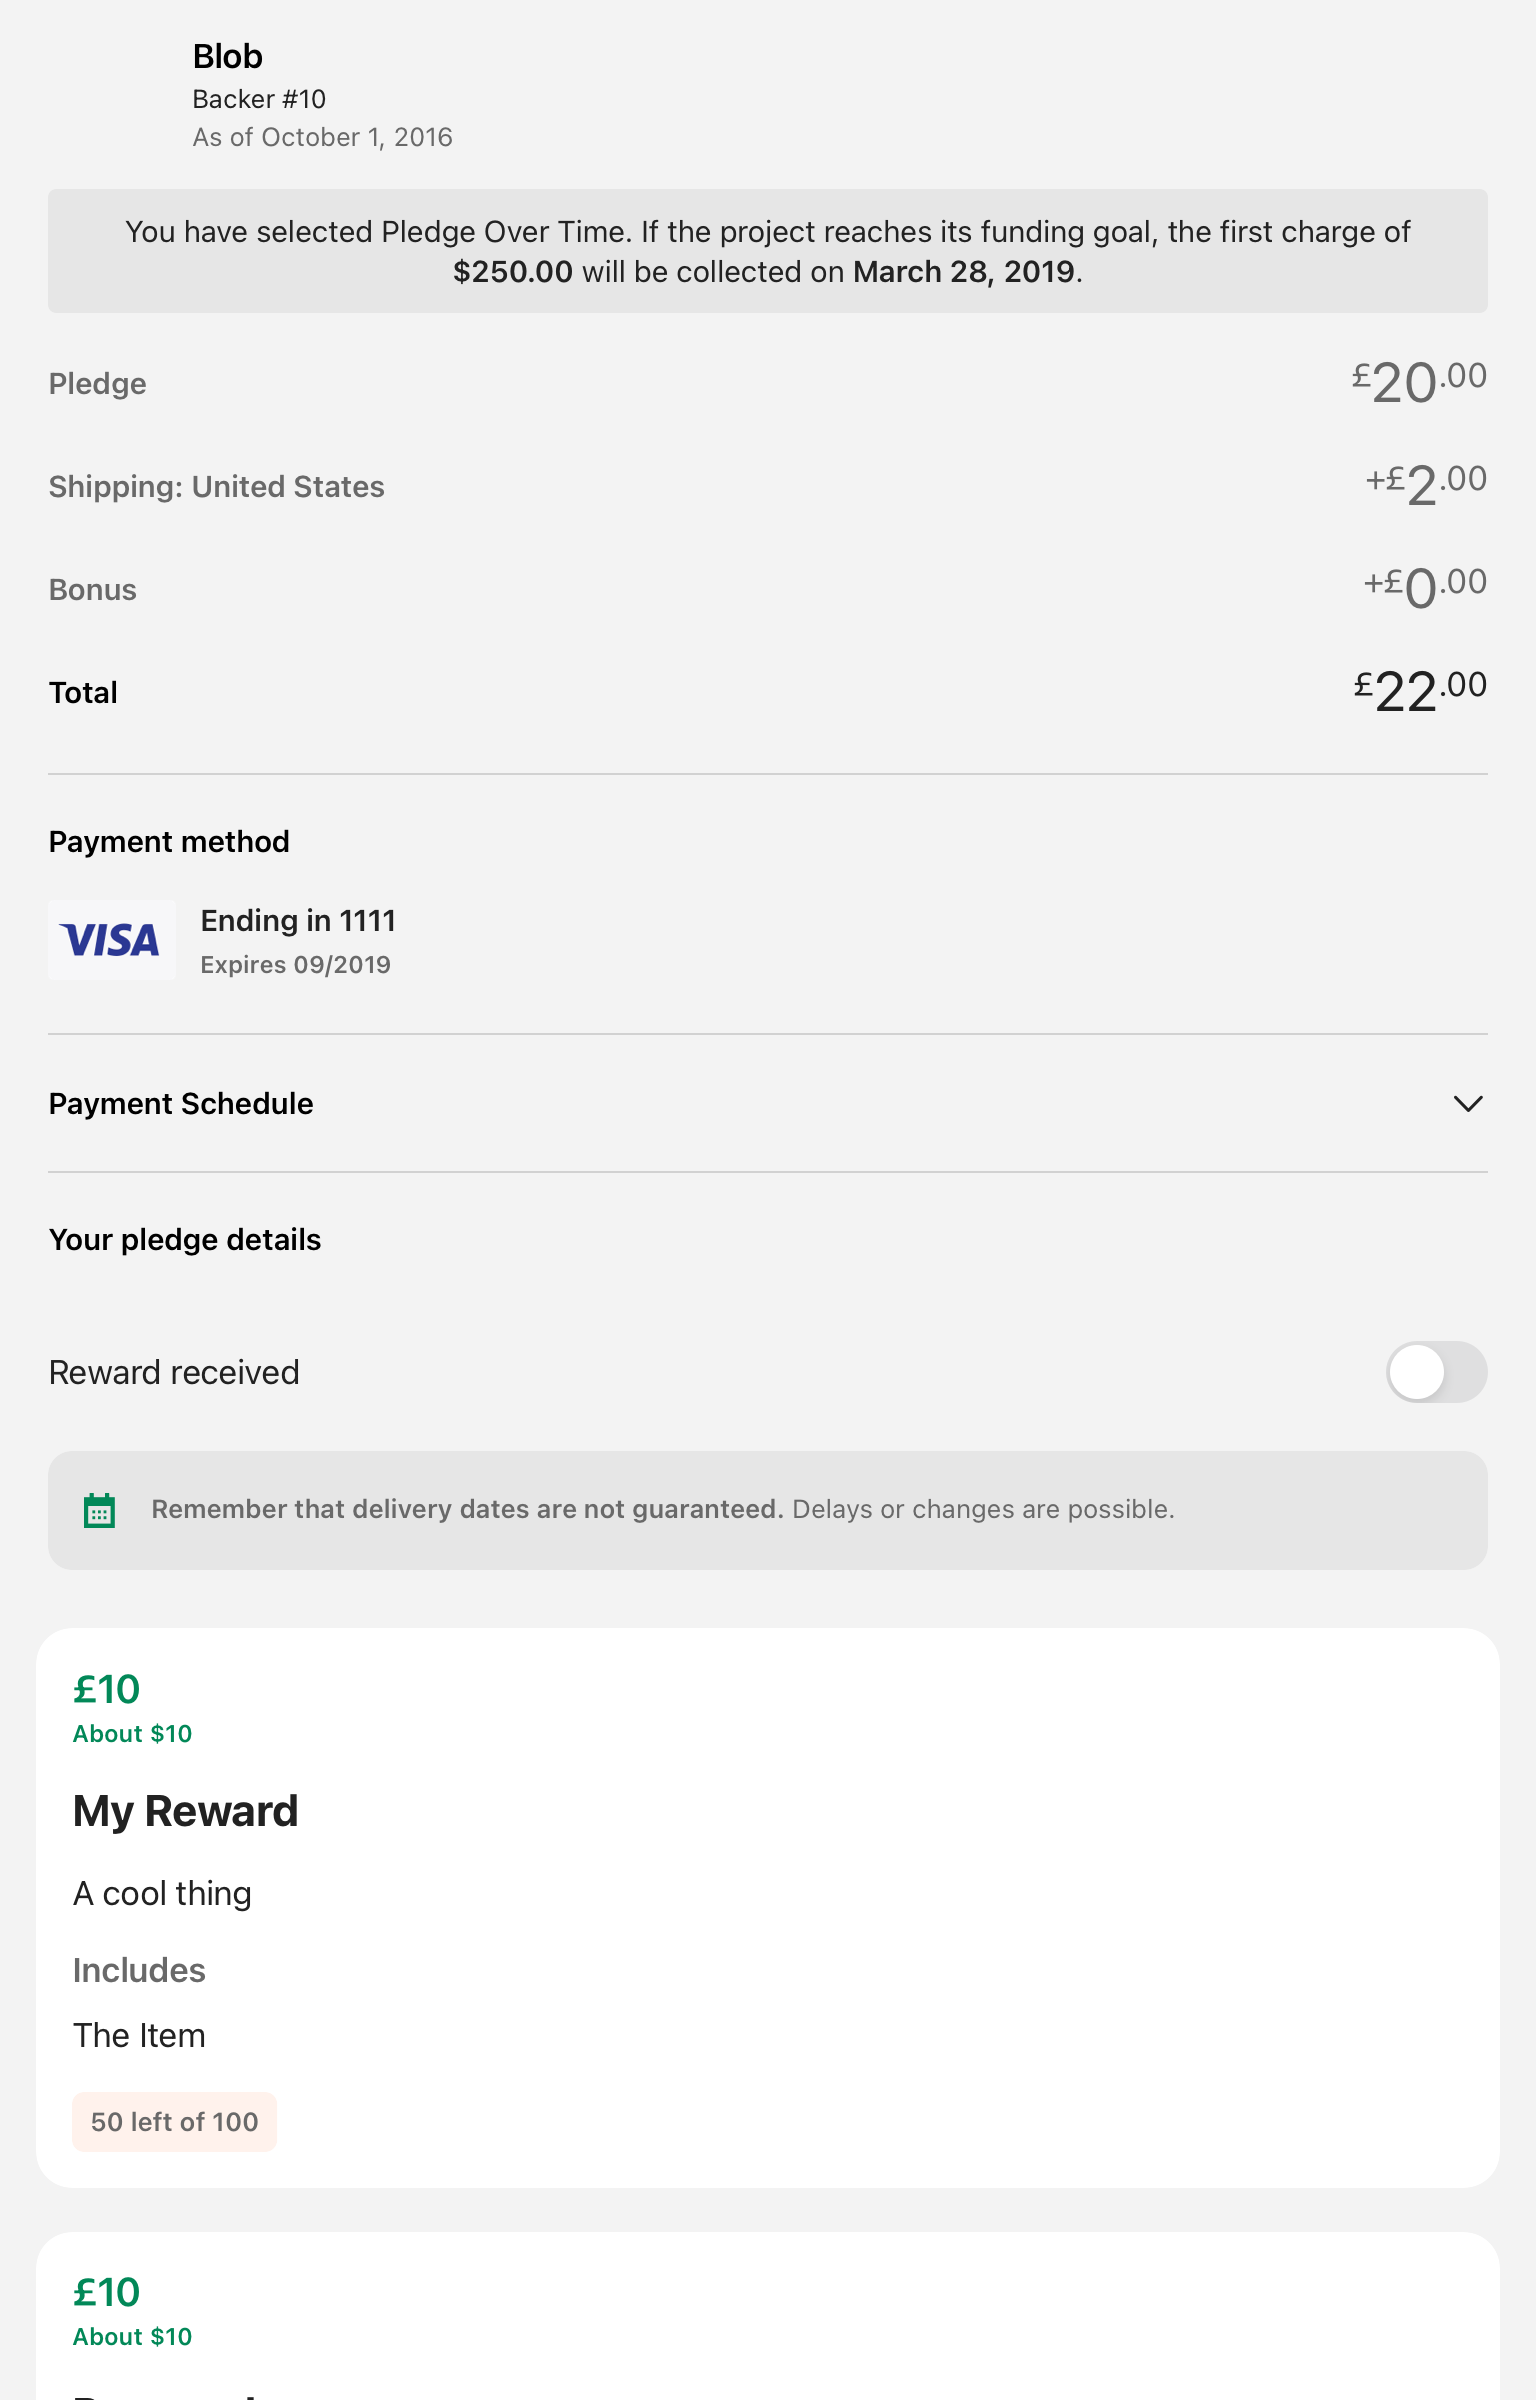 Blob
Backer #10
As of October 1, 2016
You have selected Pledge Over Time. If the project reaches its funding goal, the first charge of
$250.00 will be collected on March 28, 2019.
Pledge £20.00
Shipping: United States +£2.00
Bonus +£0.00
Total £22.00
Payment method
VISA
Ending in 1111
Expires 09/2019
Payment Schedule
Your pledge details
Reward received
Remember that delivery dates are not guaranteed. Delays or changes are possible.
£10
About $10
My Reward
A cool thing
Includes
The Item
50 left of 100
£10
About $10